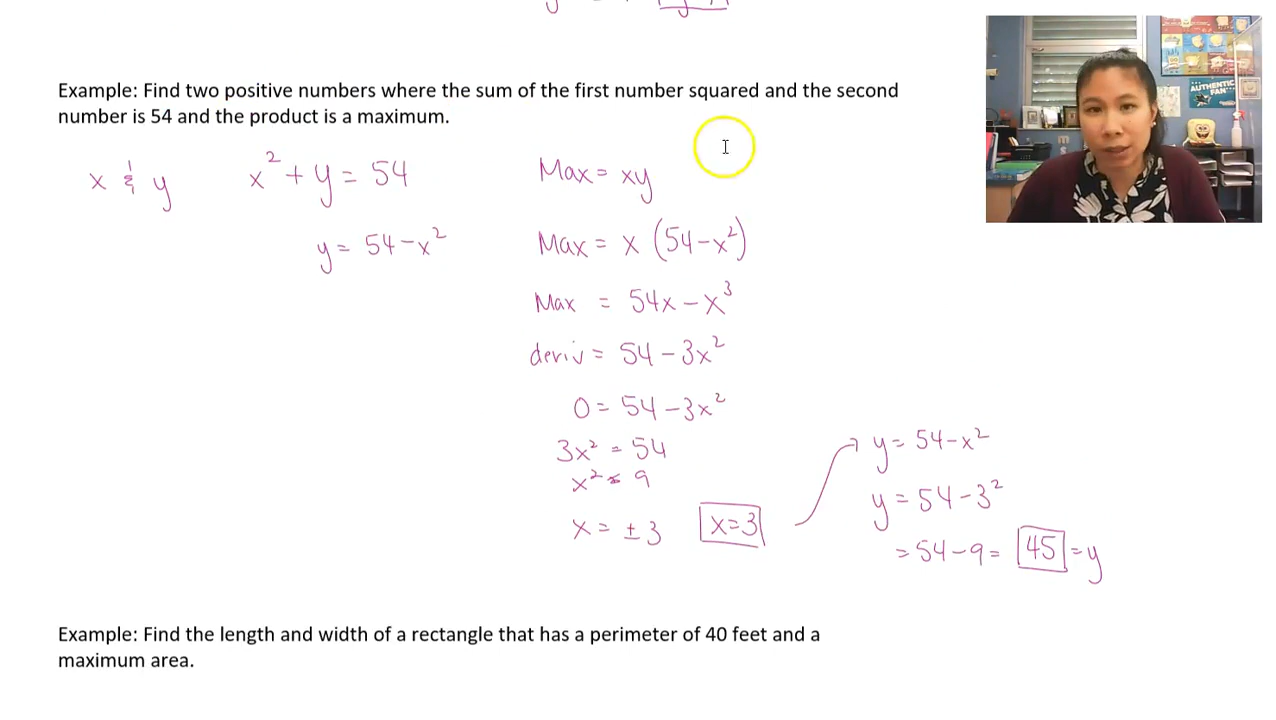 Example: Find two positive numbers where the sum of the first number squared and the second
number is 54 and the product is a maximum.
x & y
x² + y = 54
y = 54 - x²
Max = xy
Max = x (54 - x²)
Max = 54x - x³
deriv = 54 - 3x²
0 = 54 - 3x²
3x² = 54
x² = 9
x = ± 3
x = 3
y = 54 - x²
y = 54 - 3²
= 54 - 9 = 45 = y
Example: Find the length and width of a rectangle that has a perimeter of 40 feet and a
maximum area.
AUTHENTIC
FAN